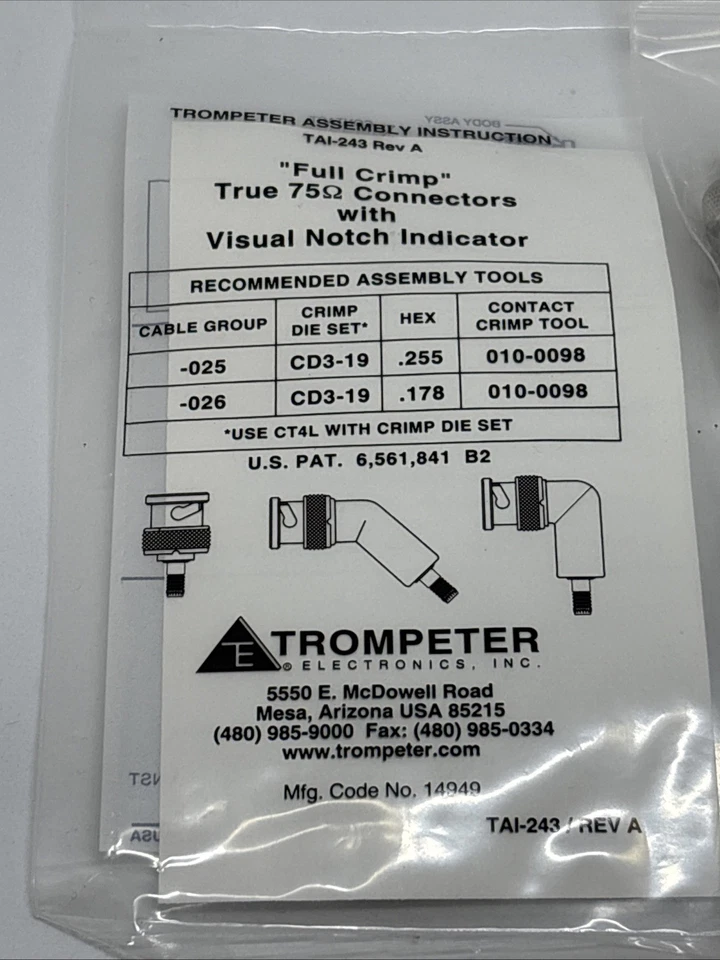 TROMPETER ASSEMBLY INSTRUCTION
BODY ASSY
TAI-243 Rev A
"Full Crimp"
True 75Ω Connectors
with
Visual Notch Indicator
RECOMMENDED ASSEMBLY TOOLS
CABLE GROUP CRIMP DIE SET* HEX CONTACT CRIMP TOOL
-025 CD3-19 .255 010-0098
-026 CD3-19 .178 010-0098
*USE CT4L WITH CRIMP DIE SET
U.S. PAT. 6,561,841 B2
TE
TROMPETER
® ELECTRONICS, INC.
5550 E. McDowell Road
Mesa, Arizona USA 85215
(480) 985-9000 Fax: (480) 985-0334
www.trompeter.com
Mfg. Code No. 14949
TAI-243 / REV A